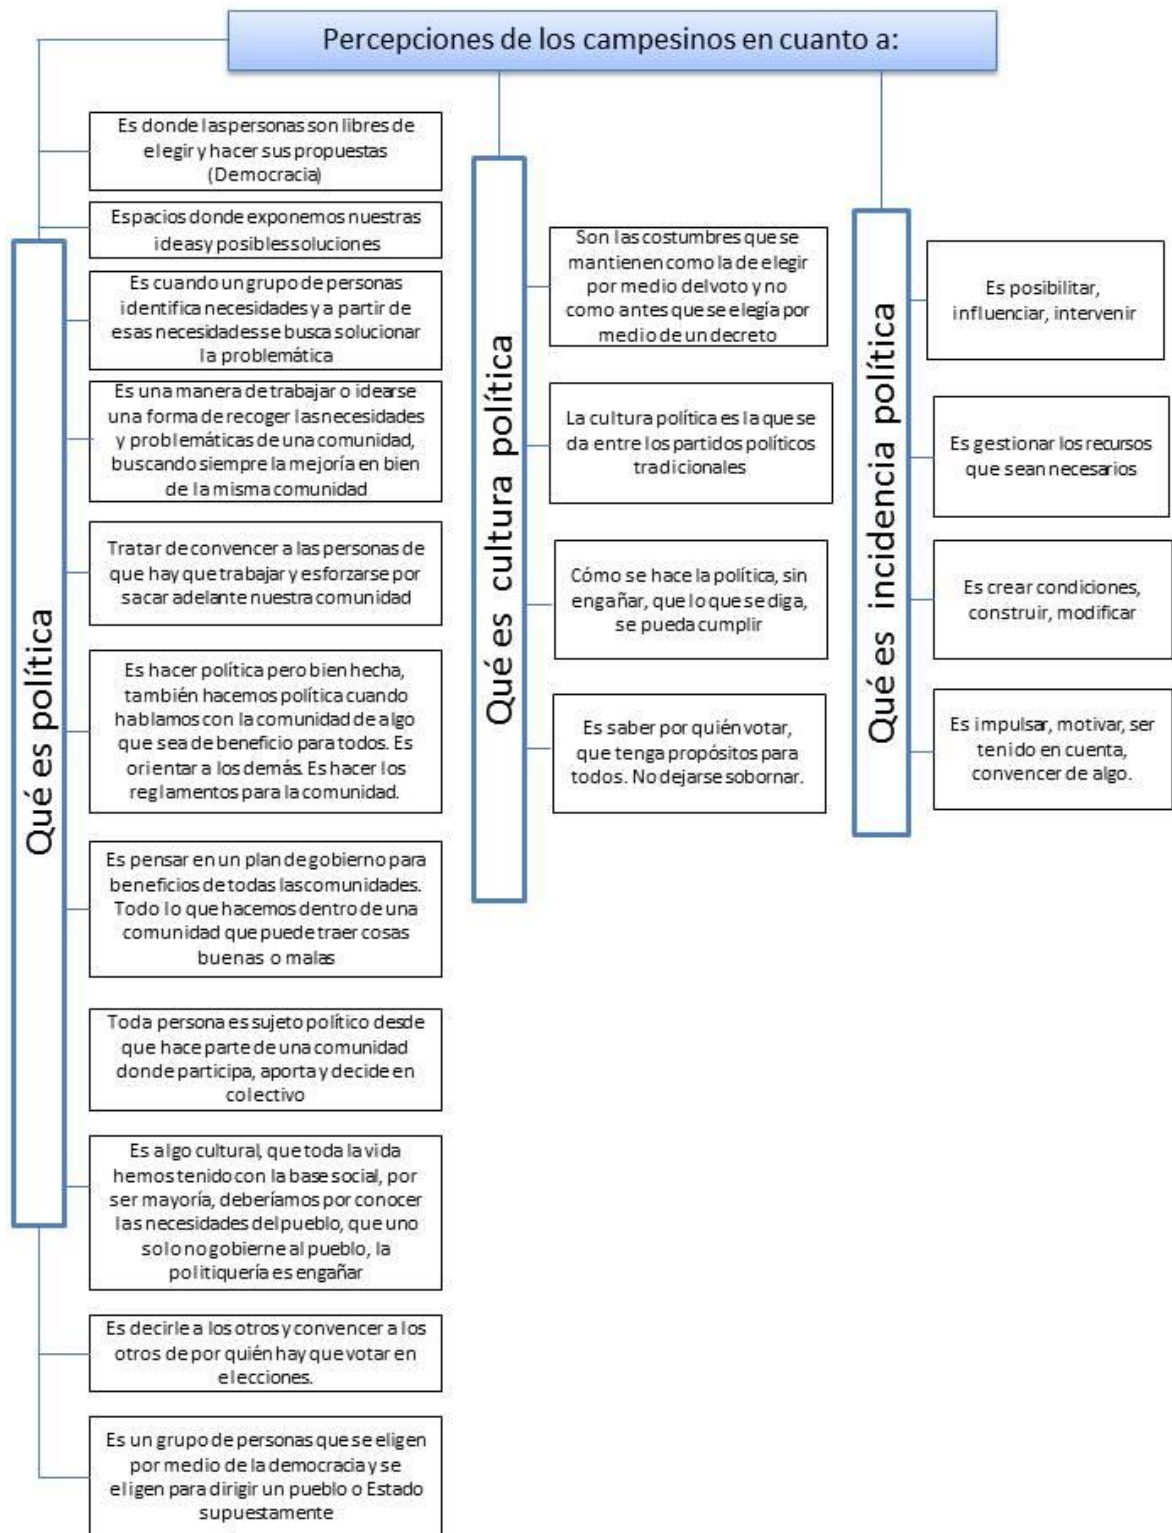 Percepciones de los campesinos en cuanto a:
Qué es política
Es donde las personas son libres de
elegir y hacer sus propuestas
(Democracia)
Espacios donde exponemos nuestras
ideas y posibles soluciones
Es cuando un grupo de personas
identifica necesidades y a partir de
esas necesidades se busca solucionar
la problemática
Es una manera de trabajar o idearse
una forma de recoger las necesidades
y problemáticas de una comunidad,
buscando siempre la mejoría en bien
de la misma comunidad
Tratar de convencer a las personas de
que hay que trabajar y esforzarse por
sacar adelante nuestra comunidad
Es hacer política pero bien hecha,
también hacemos política cuando
hablamos con la comunidad de algo
que sea de beneficio para todos. Es
orientar a los demás. Es hacer los
reglamentos para la comunidad.
Es pensar en un plan de gobierno para
beneficios de todas las comunidades.
Todo lo que hacemos dentro de una
comunidad que puede traer cosas
buenas o malas
Toda persona es sujeto político desde
que hace parte de una comunidad
donde participa, aporta y decide en
colectivo
Es algo cultural, que toda la vida
hemos tenido con la base social, por
ser mayoría, deberíamos por conocer
las necesidades del pueblo, que uno
solo no gobierne al pueblo, la
politiquería es engañar
Es decirle a los otros y convencer a los
otros de por quién hay que votar en
elecciones.
Es un grupo de personas que se eligen
por medio de la democracia y se
eligen para dirigir un pueblo o Estado
supuestamente
Qué es cultura política
Son las costumbres que se
mantienen como la de elegir
por medio del voto y no
como antes que se elegía por
medio de un decreto
La cultura política es la que se
da entre los partidos políticos
tradicionales
Cómo se hace la política, sin
engañar, que lo que se diga,
se pueda cumplir
Es saber por quién votar,
que tenga propósitos para
todos. No dejarse sobornar.
Qué es incidencia política
Es posibilitar,
influenciar, intervenir
Es gestionar los recursos
que sean necesarios
Es crear condiciones,
construir, modificar
Es impulsar, motivar, ser
tenido en cuenta,
convencer de algo.